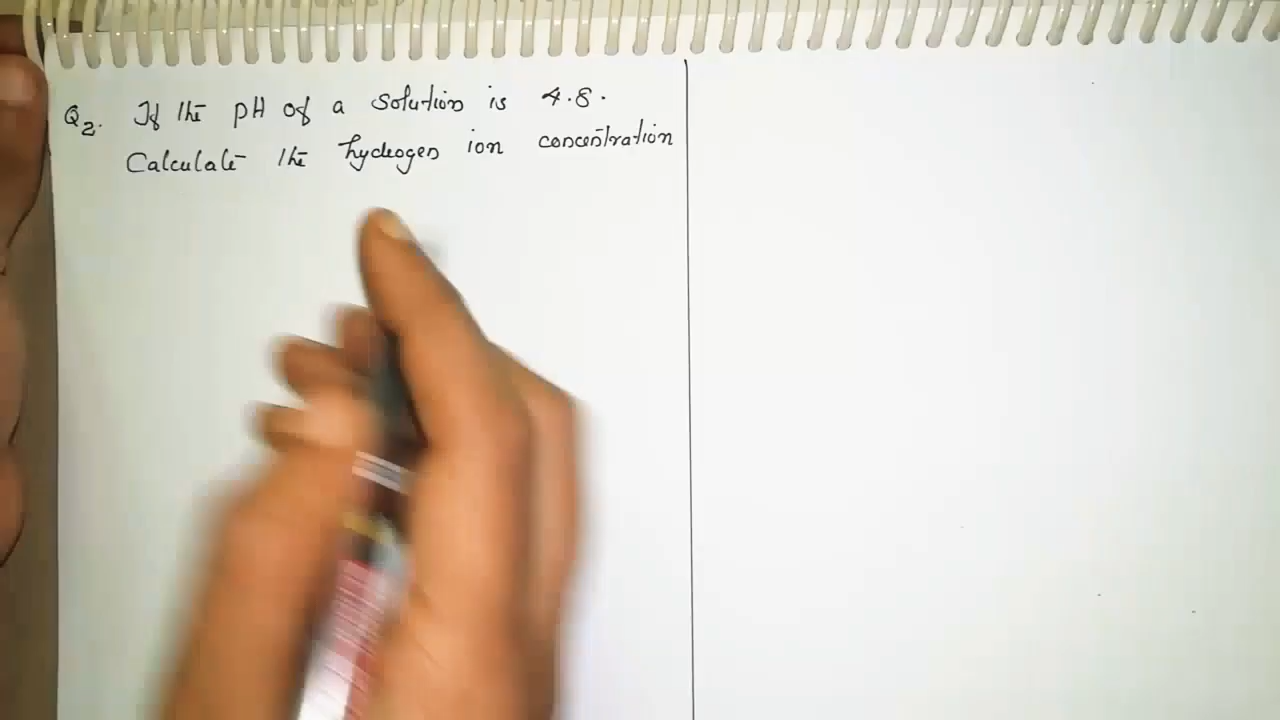 Q2. If the pH of a solution is 4.8.
Calculate the hydrogen ion concentration